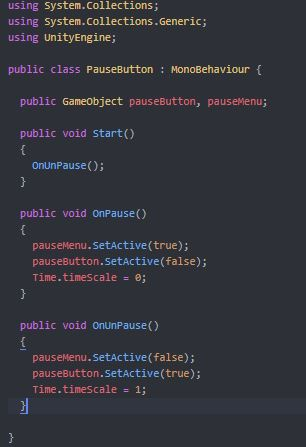 using System.Collections;
using System.Collections.Generic;
using UnityEngine;
public class PauseButton : MonoBehaviour {
public GameObject pauseButton, pauseMenu;
public void Start()
{
OnUnPause();
}
public void OnPause()
{
pauseMenu.SetActive(true);
pauseButton.SetActive(false);
Time.timeScale = 0;
}
public void OnUnPause()
{
pauseMenu.SetActive(false);
pauseButton.SetActive(true);
Time.timeScale = 1;
}
}